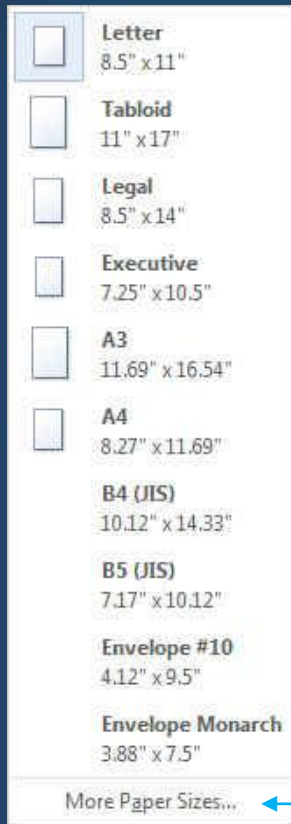 Letter
8.5" x 11"
Tabloid
11" x 17"
Legal
8.5" x 14"
Executive
7.25" x 10.5"
A3
11.69" x 16.54"
A4
8.27" x 11.69"
B4 (JIS)
10.12" x 14.33"
B5 (JIS)
7.17" x 10.12"
Envelope #10
4.12" x 9.5"
Envelope Monarch
3.88" x 7.5"
More Paper Sizes...